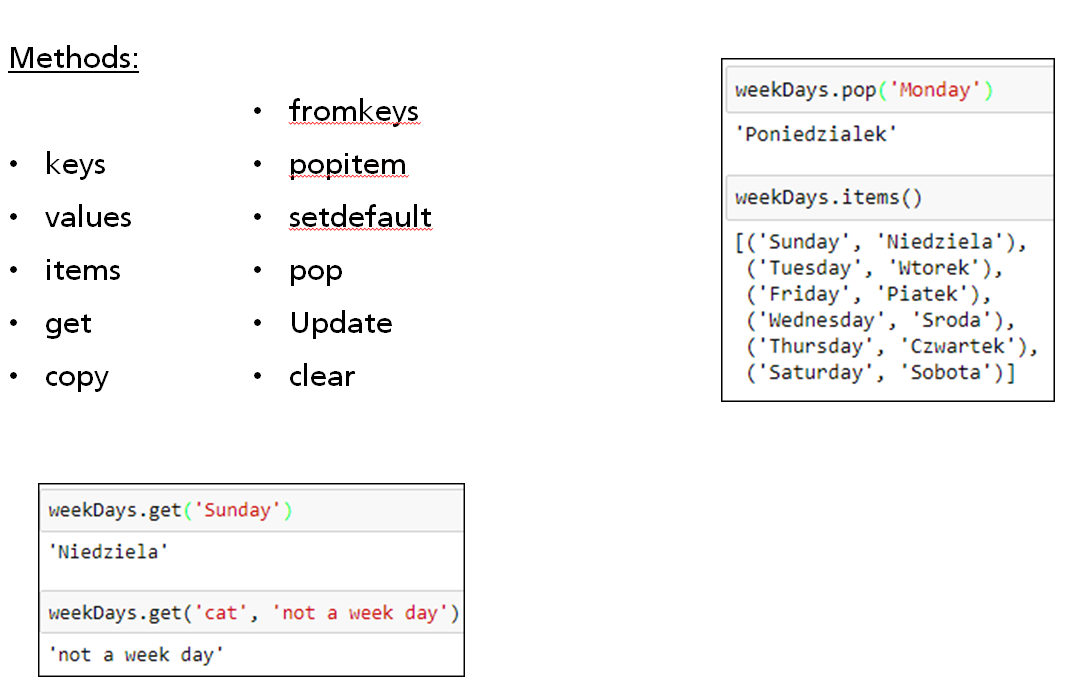 Methods:
• keys
• values
• items
• get
• copy
• fromkeys
• popitem
• setdefault
• pop
• Update
• clear
weekDays.pop('Monday')
'Poniedzialek'
weekDays.items()
[('Sunday', 'Niedziela'),
('Tuesday', 'Wtorek'),
('Friday', 'Piatek'),
('Wednesday', 'Sroda'),
('Thursday', 'Czwartek'),
('Saturday', 'Sobota')]
weekDays.get('Sunday')
'Niedziela'
weekDays.get('cat', 'not a week day')
'not a week day'